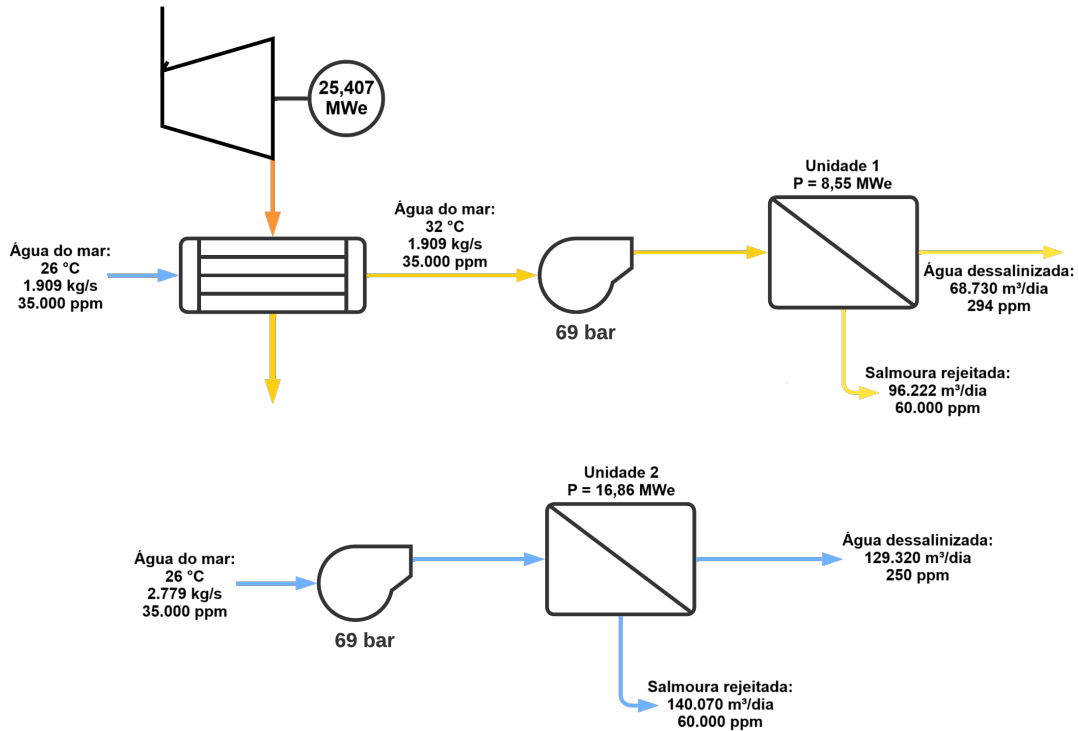 25,407
MWe
Unidade 1
P = 8,55 MWe
Água do mar:
32 °C
1.909 kg/s
35.000 ppm
Água do mar:
26 °C
1.909 kg/s
35.000 ppm
69 bar
Água dessalinizada:
68.730 m³/dia
294 ppm
Salmoura rejeitada:
96.222 m³/dia
60.000 ppm
Unidade 2
P = 16,86 MWe
Água do mar:
26 °C
2.779 kg/s
35.000 ppm
69 bar
Água dessalinizada:
129.320 m³/dia
250 ppm
Salmoura rejeitada:
140.070 m³/dia
60.000 ppm